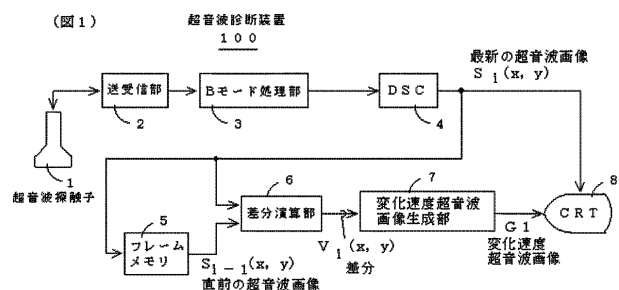 (図1)
超音波診断装置
100
最新の超音波画像
Si(x, y)
送受信部
2
Bモード処理部
3
DSC
4
1
超音波探触子
5
フレーム
メモリ
6
差分演算部
Si-1(x, y)
直前の超音波画像
Vi(x, y)
差分
7
変化速度超音波
画像生成部
G1
変化速度
超音波画像
8
CRT